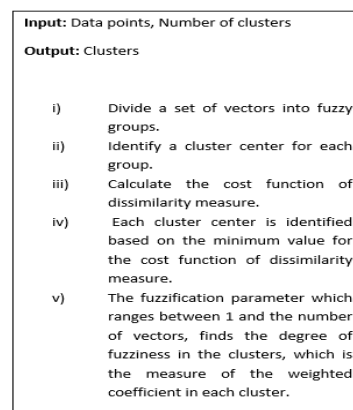 Input: Data points, Number of clusters
Output: Clusters
i) Divide a set of vectors into fuzzy
groups.
ii) Identify a cluster center for each
group.
iii) Calculate the cost function of
dissimilarity measure.
iv) Each cluster center is identified
based on the minimum value for
the cost function of dissimilarity
measure.
v) The fuzzification parameter which
ranges between 1 and the number
of vectors, finds the degree of
fuzziness in the clusters, which is
the measure of the weighted
coefficient in each cluster.